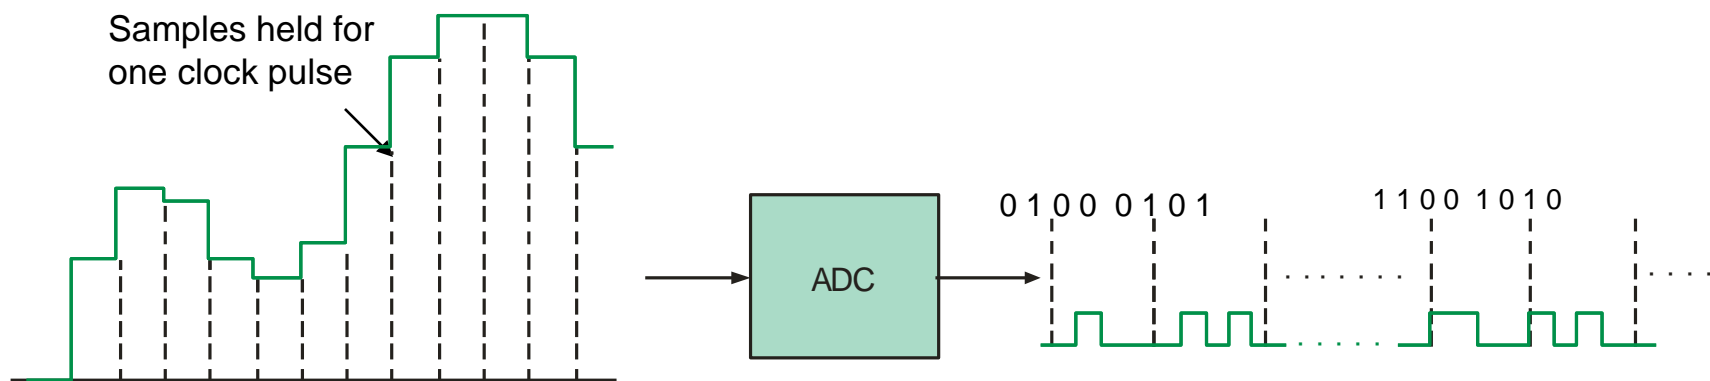 Samples held for
one clock pulse
ADC
0 1 0 0 0 1 0 1
1 1 0 0 1 0 1 0